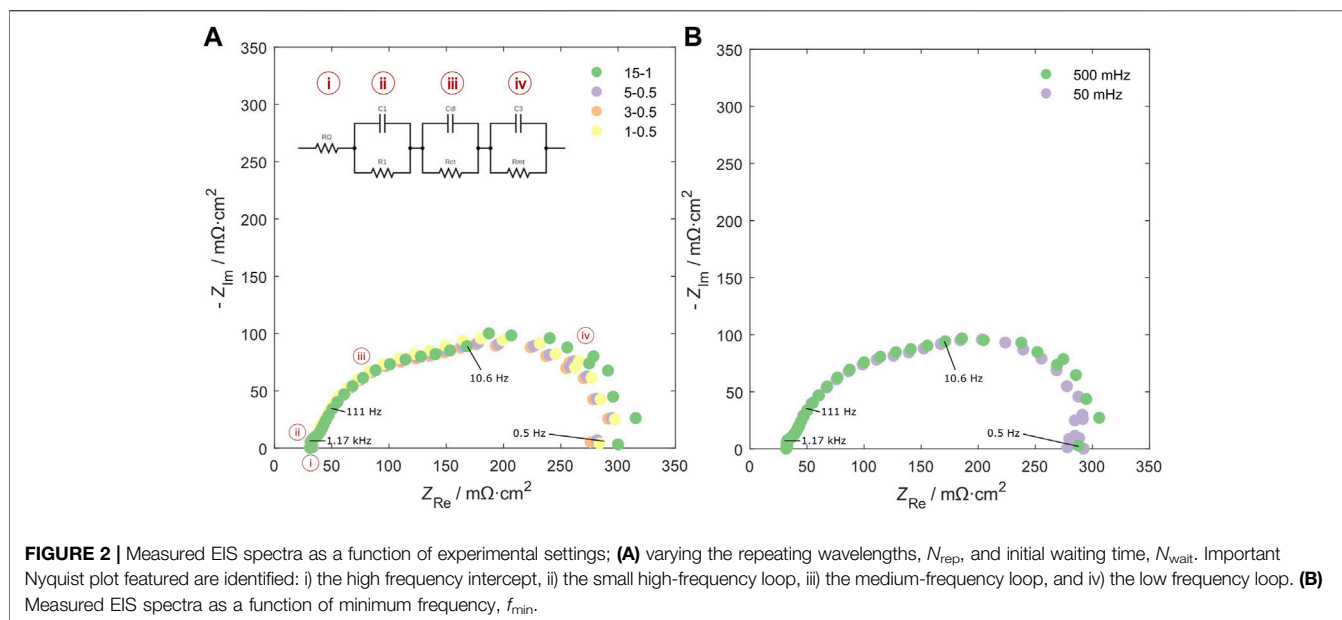 A
350
300
250
200
150
100
50
0
- Z_Im / mΩ·cm²
0 50 100 150 200 250 300 350
Z_Re / mΩ·cm²
i ii iii iv
RΩ
C1
R1
Cdl
Rct
C3
Rmt
15-1
5-0.5
3-0.5
1-0.5
iii
iv
ii
i
10.6 Hz
111 Hz
1.17 kHz
0.5 Hz
B
350
300
250
200
150
100
50
0
- Z_Im / mΩ·cm²
0 50 100 150 200 250 300 350
Z_Re / mΩ·cm²
500 mHz
50 mHz
10.6 Hz
111 Hz
1.17 kHz
0.5 Hz
FIGURE 2 | Measured EIS spectra as a function of experimental settings; (A) varying the repeating wavelengths, N_rep, and initial waiting time, N_wait. Important
Nyquist plot featured are identified: i) the high frequency intercept, ii) the small high-frequency loop, iii) the medium-frequency loop, and iv) the low frequency loop. (B)
Measured EIS spectra as a function of minimum frequency, f_min.